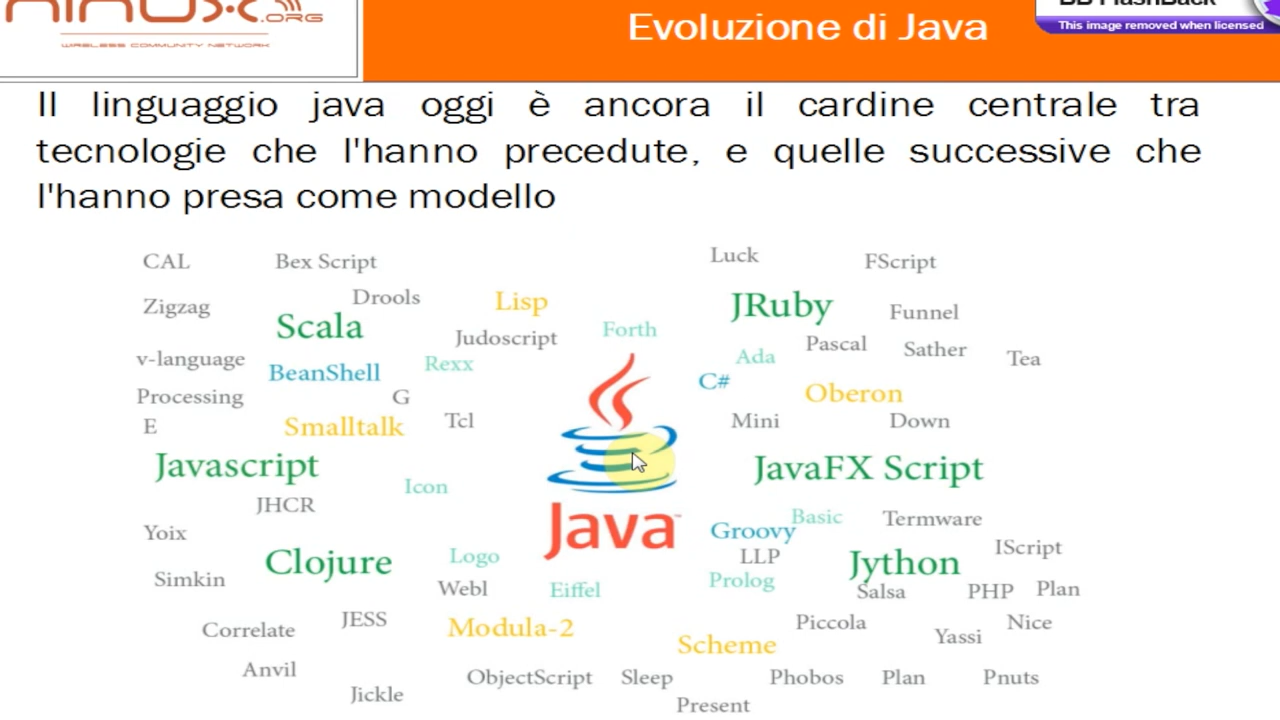 .ORG
WIRELESS COMMUNITY NETWORK
Evoluzione di Java
BB FlashBack
This image removed when licensed
Il linguaggio java oggi è ancora il cardine centrale tra
tecnologie che l'hanno precedute, e quelle successive che
l'hanno presa come modello
CAL Bex Script Luck FScript
Zigzag Drools Lisp JRuby Funnel
Scala Judoscript Forth Pascal Sather
v-language BeanShell Rexx Ada Tea
Processing G C# Oberon
E Smalltalk Tcl Mini Down
Javascript JavaFX Script
JHCR Icon
Java
Yoix Groovy Basic Termware
Clojure Logo LLP Jython IScript
Simkin Webl Eiffel Prolog Salsa PHP Plan
Correlate JESS Modula-2 Piccola Nice
Scheme Yassi
Anvil ObjectScript Sleep Phobos Plan Pnuts
Jickle Present